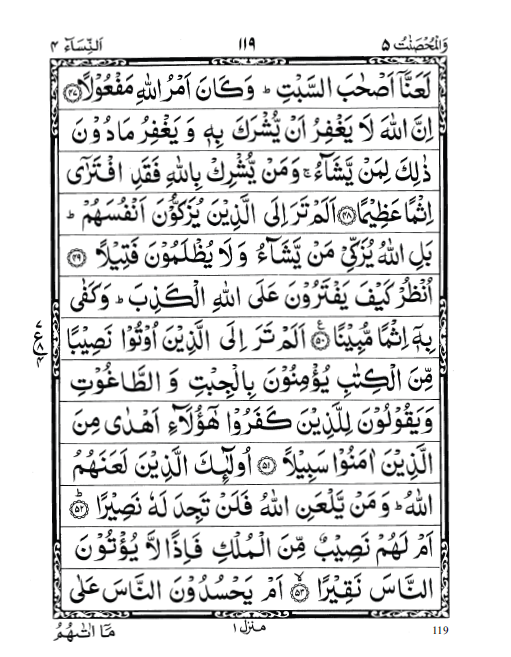 وَالْمُحْصَنٰتُ ٥ ١١٩ اَلنِّسَآءِ ٤
لَعَنَّاۤ اَصْحٰبَ السَّبْتِ ؕ وَكَانَ اَمْرُ اللّٰهِ مَفْعُوْلًا ﴿٤٧﴾
اِنَّ اللّٰهَ لَا يَغْفِرُ اَنْ يُّشْرَكَ بِهٖ وَيَغْفِرُ مَا دُوْنَ
ذٰلِكَ لِمَنْ يَّشَآءُ ۚ وَمَنْ يُّشْرِكْ بِاللّٰهِ فَقَدِ افْتَرٰۤى
اِثْمًا عَظِيْمًا ﴿٤٨﴾ اَلَمْ تَرَ اِلَى الَّذِيْنَ يُزَكُّوْنَ اَنْفُسَهُمْ ؕ
بَلِ اللّٰهُ يُزَكِّيْ مَنْ يَّشَآءُ وَلَا يُظْلَمُوْنَ فَتِيْلًا ﴿٤٩﴾
اُنْظُرْ كَيْفَ يَفْتَرُوْنَ عَلَى اللّٰهِ الْكَذِبَ ؕ وَكَفٰى
بِهٖۤ اِثْمًا مُّبِيْنًا ﴿٥٠﴾ اَلَمْ تَرَ اِلَى الَّذِيْنَ اُوْتُوْا نَصِيْبًا
مِّنَ الْكِتٰبِ يُؤْمِنُوْنَ بِالْجِبْتِ وَالطَّاغُوْتِ
وَيَقُوْلُوْنَ لِلَّذِيْنَ كَفَرُوْا هٰۤؤُلَآءِ اَهْدٰى مِنَ
الَّذِيْنَ اٰمَنُوْا سَبِيْلًا ﴿٥١﴾ اُولٰٓئِكَ الَّذِيْنَ لَعَنَهُمُ
اللّٰهُ ؕ وَمَنْ يَّلْعَنِ اللّٰهُ فَلَنْ تَجِدَ لَهٗ نَصِيْرًا ﴿٥٢﴾ؕ
اَمْ لَهُمْ نَصِيْبٌ مِّنَ الْمُلْكِ فَاِذًا لَّا يُؤْتُوْنَ
النَّاسَ نَقِيْرًا ﴿٥٣﴾ۙ اَمْ يَحْسُدُوْنَ النَّاسَ عَلٰى
مَاۤ اٰتٰىهُمُ منزل ١ 119